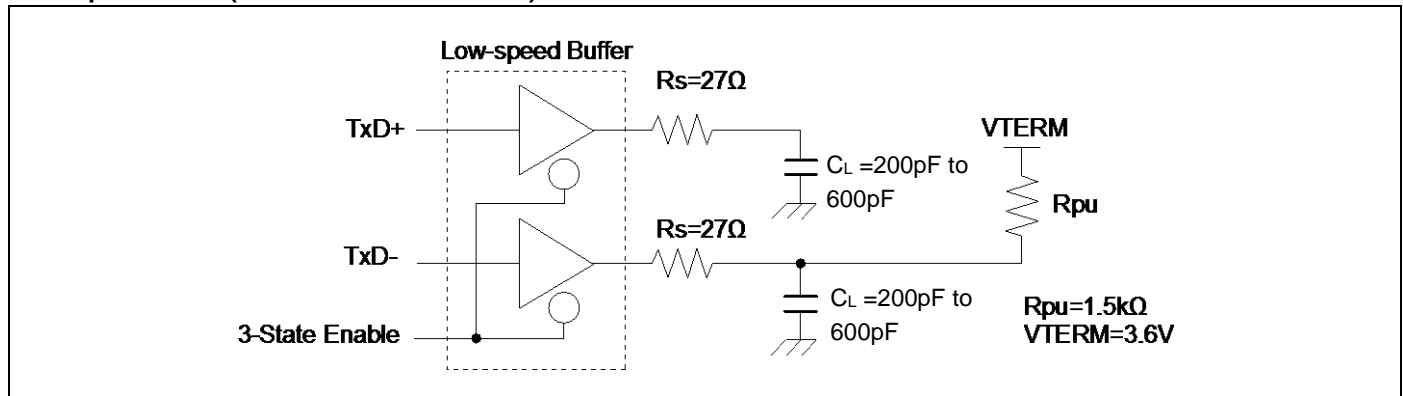 Low-speed Buffer
Rs=27Ω
TxD+
VTERM
CL =200pF to
600pF
Rpu
Rs=27Ω
TxD-
CL =200pF to
600pF
Rpu=1.5kΩ
VTERM=3.6V
3-State Enable